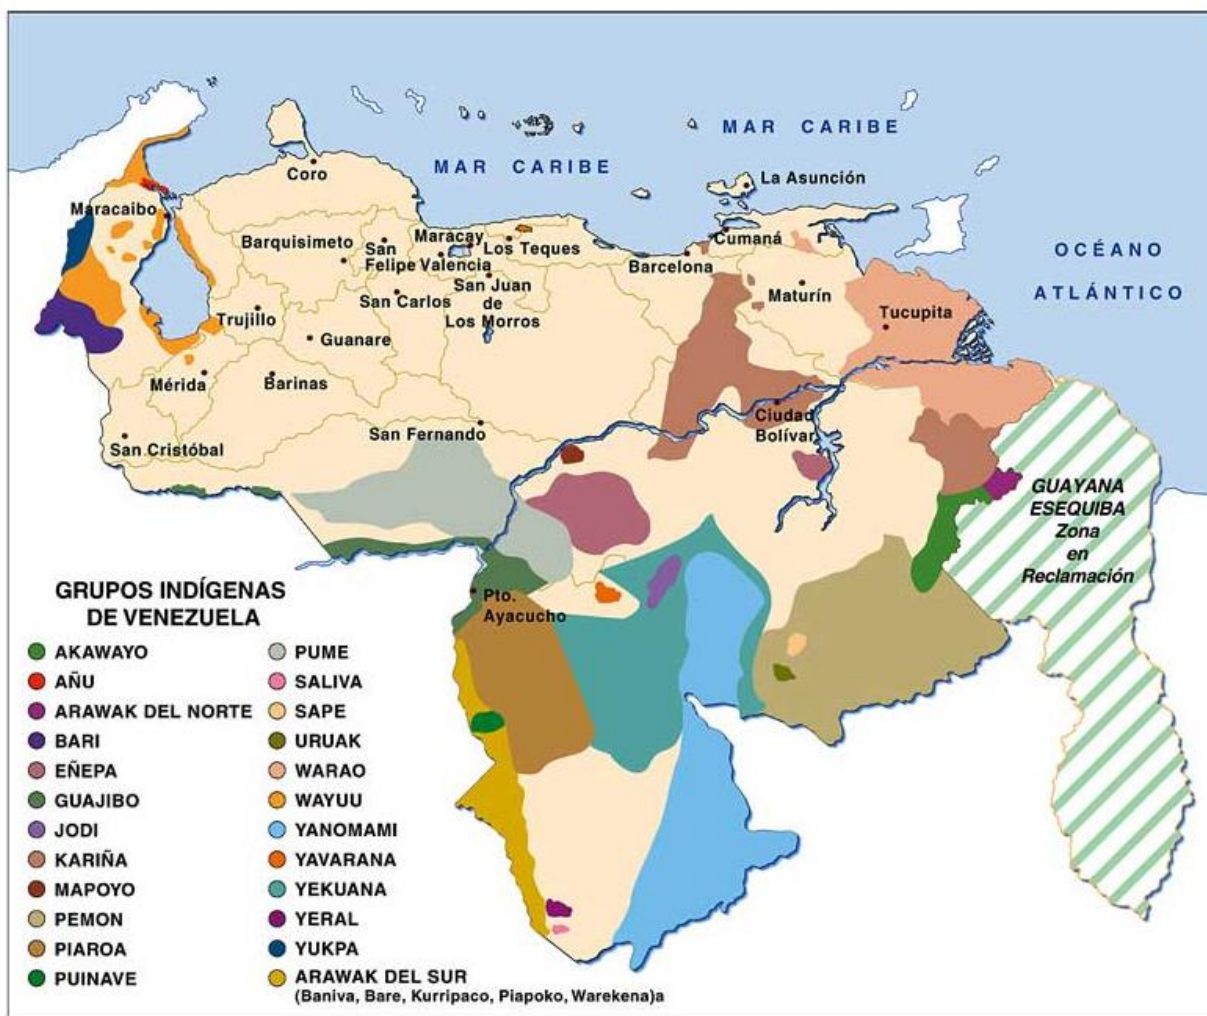 MAR CARIBE
MAR CARIBE
La Asunción
Coro
Maracaibo
Cumaná
Barquisimeto
San
Felipe
Maracay
Valencia
Los Teques
Barcelona
OCÉANO
ATLÁNTICO
San Carlos
San Juan
de
Los Morros
Maturín
Tucupita
Trujillo
Guanare
Mérida
Barinas
San Cristóbal
San Fernando
Ciudad
Bolívar
GUAYANA
ESEQUIBA
Zona
en
Reclamación
Pto.
Ayacucho
GRUPOS INDÍGENAS
DE VENEZUELA
AKAWAYO
AÑU
ARAWAK DEL NORTE
BARI
EÑEPA
GUAJIBO
JODI
KARIÑA
MAPOYO
PEMON
PIAROA
PUINAVE
PUME
SALIVA
SAPE
URUAK
WARAO
WAYUU
YANOMAMI
YAVARANA
YEKUANA
YERAL
YUKPA
ARAWAK DEL SUR
(Baniva, Bare, Kurripaco, Piapoko, Warekena)a